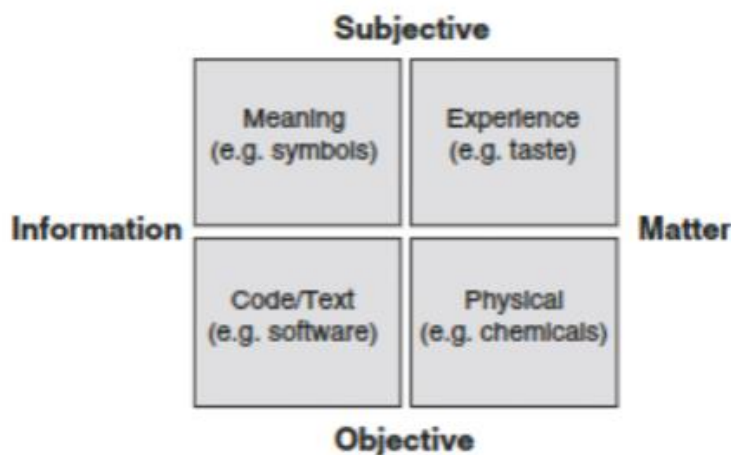 Subjective
Meaning
(e.g. symbols)
Experience
(e.g. taste)
Information
Matter
Code/Text
(e.g. software)
Physical
(e.g. chemicals)
Objective